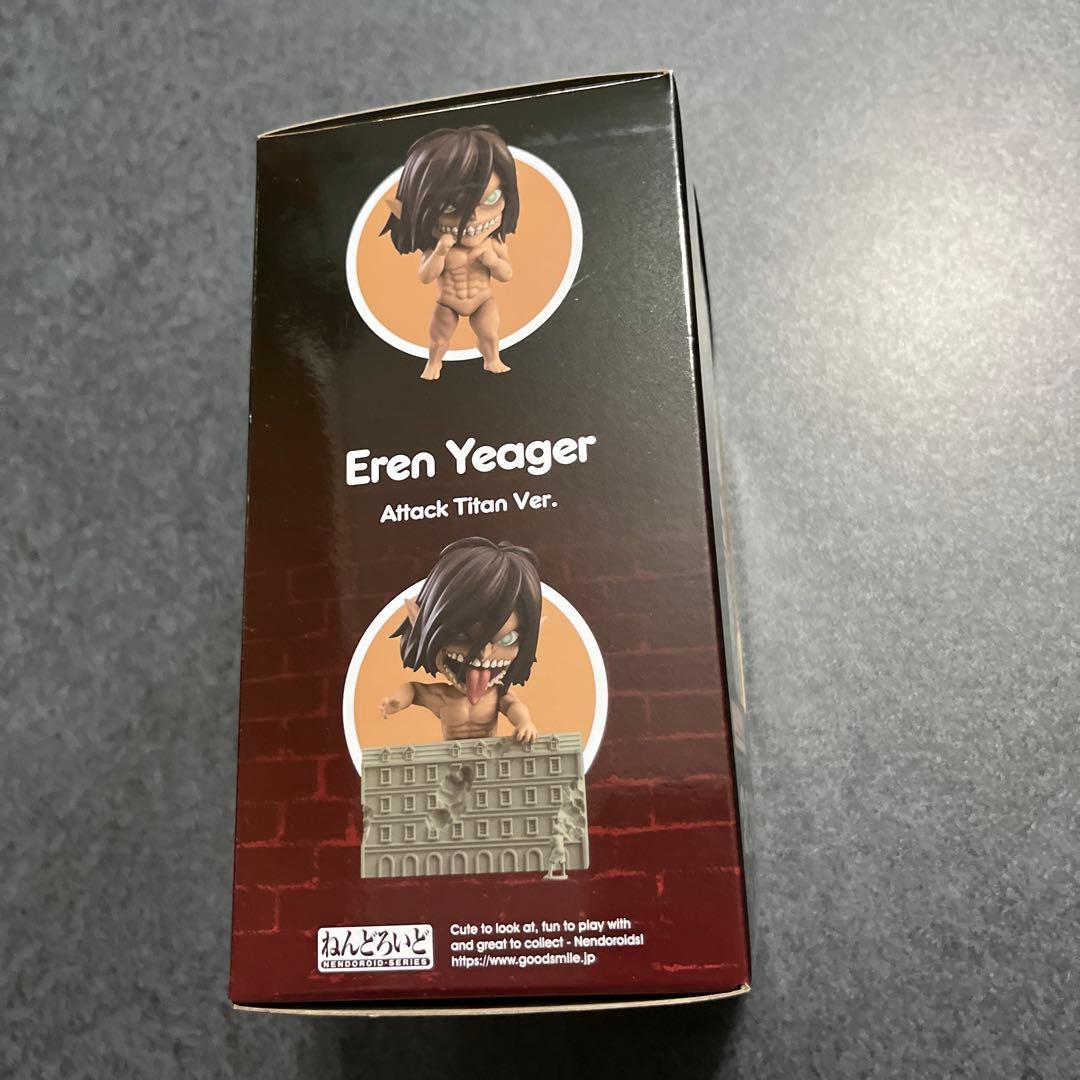 Eren Yeager
Attack Titan Ver.
ねんどろいど
NENDOROID-SERIES
Cute to look at, fun to play with
and great to collect - Nendoroids!
https://www.goodsmile.jp